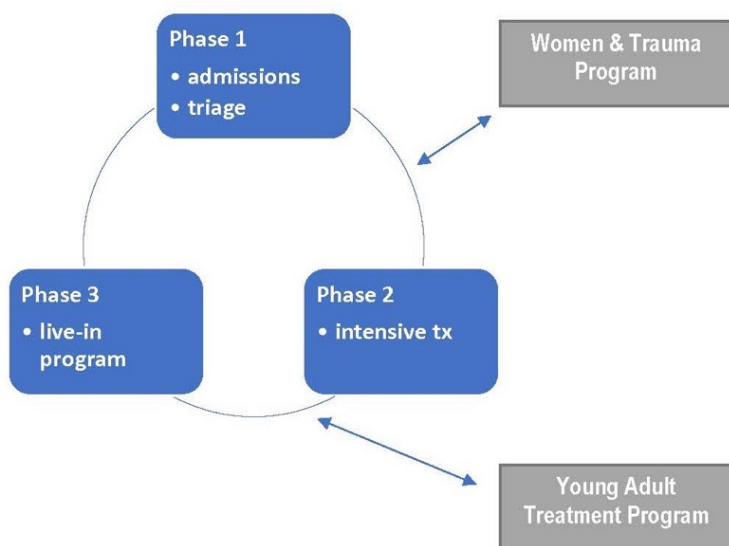 Phase 1
• admissions
• triage
Women & Trauma
Program
Phase 3
• live-in
program
Phase 2
• intensive tx
Young Adult
Treatment Program